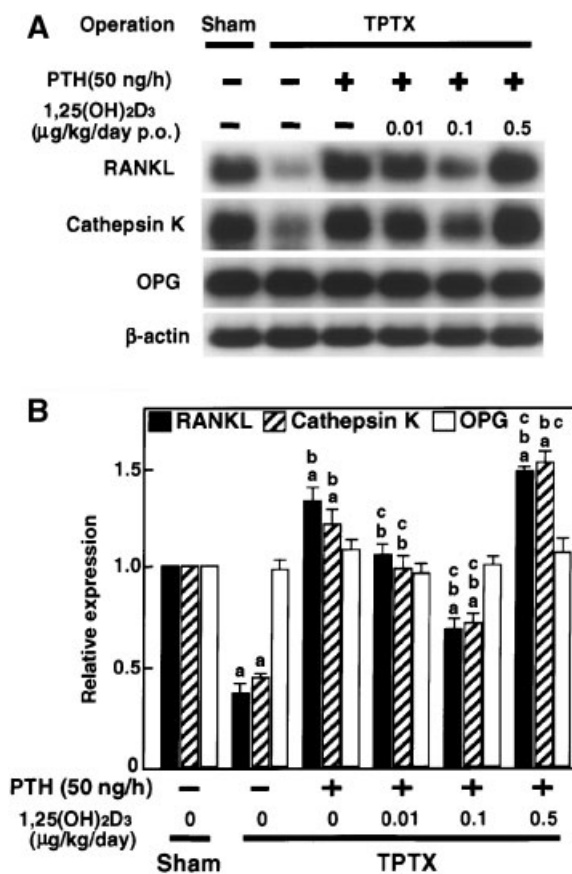 A Operation Sham TPTX
PTH(50 ng/h) − − + + + +
1,25(OH)₂D₃
(μg/kg/day p.o.) − − − 0.01 0.1 0.5
RANKL
Cathepsin K
OPG
β-actin
B
RANKL Cathepsin K OPG
Relative expression
1.5
1.0
0.5
0
a a
b b
a a
c c
b b
c c
b b
a a
c b c
b a
a
PTH (50 ng/h) − − + + + +
1,25(OH)₂D₃ 0 0 0 0.01 0.1 0.5
(μg/kg/day)
Sham TPTX